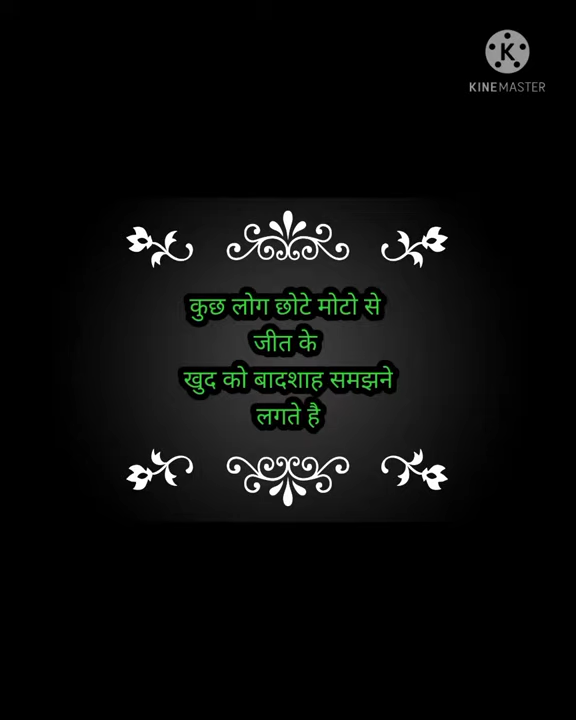 K
KINEMASTER
कुछ लोग छोटे मोटो से
जीत के
खुद को बादशाह समझने
लगते है